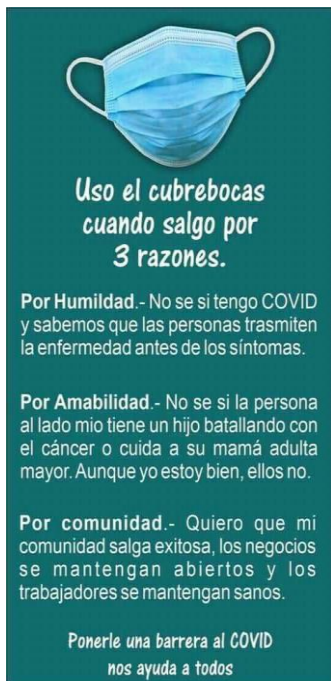 Uso el cubrebocas
cuando salgo por
3 razones.
Por Humildad.- No se si tengo COVID
y sabemos que las personas trasmiten
la enfermedad antes de los síntomas.
Por Amabilidad.- No se si la persona
al lado mio tiene un hijo batallando con
el cáncer o cuida a su mamá adulta
mayor. Aunque yo estoy bien, ellos no.
Por comunidad.- Quiero que mi
comunidad salga exitosa, los negocios
se mantengan abiertos y los
trabajadores se mantengan sanos.
Ponerle una barrera al COVID
nos ayuda a todos